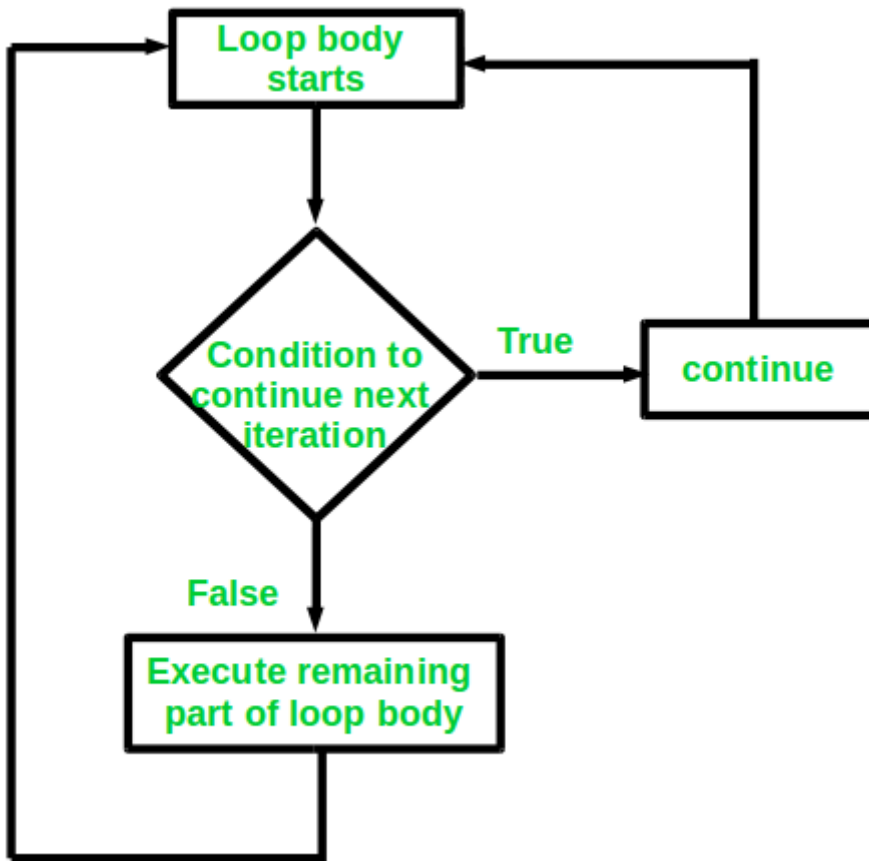 Loop body
starts
Condition to
continue next
iteration
True
continue
False
Execute remaining
part of loop body